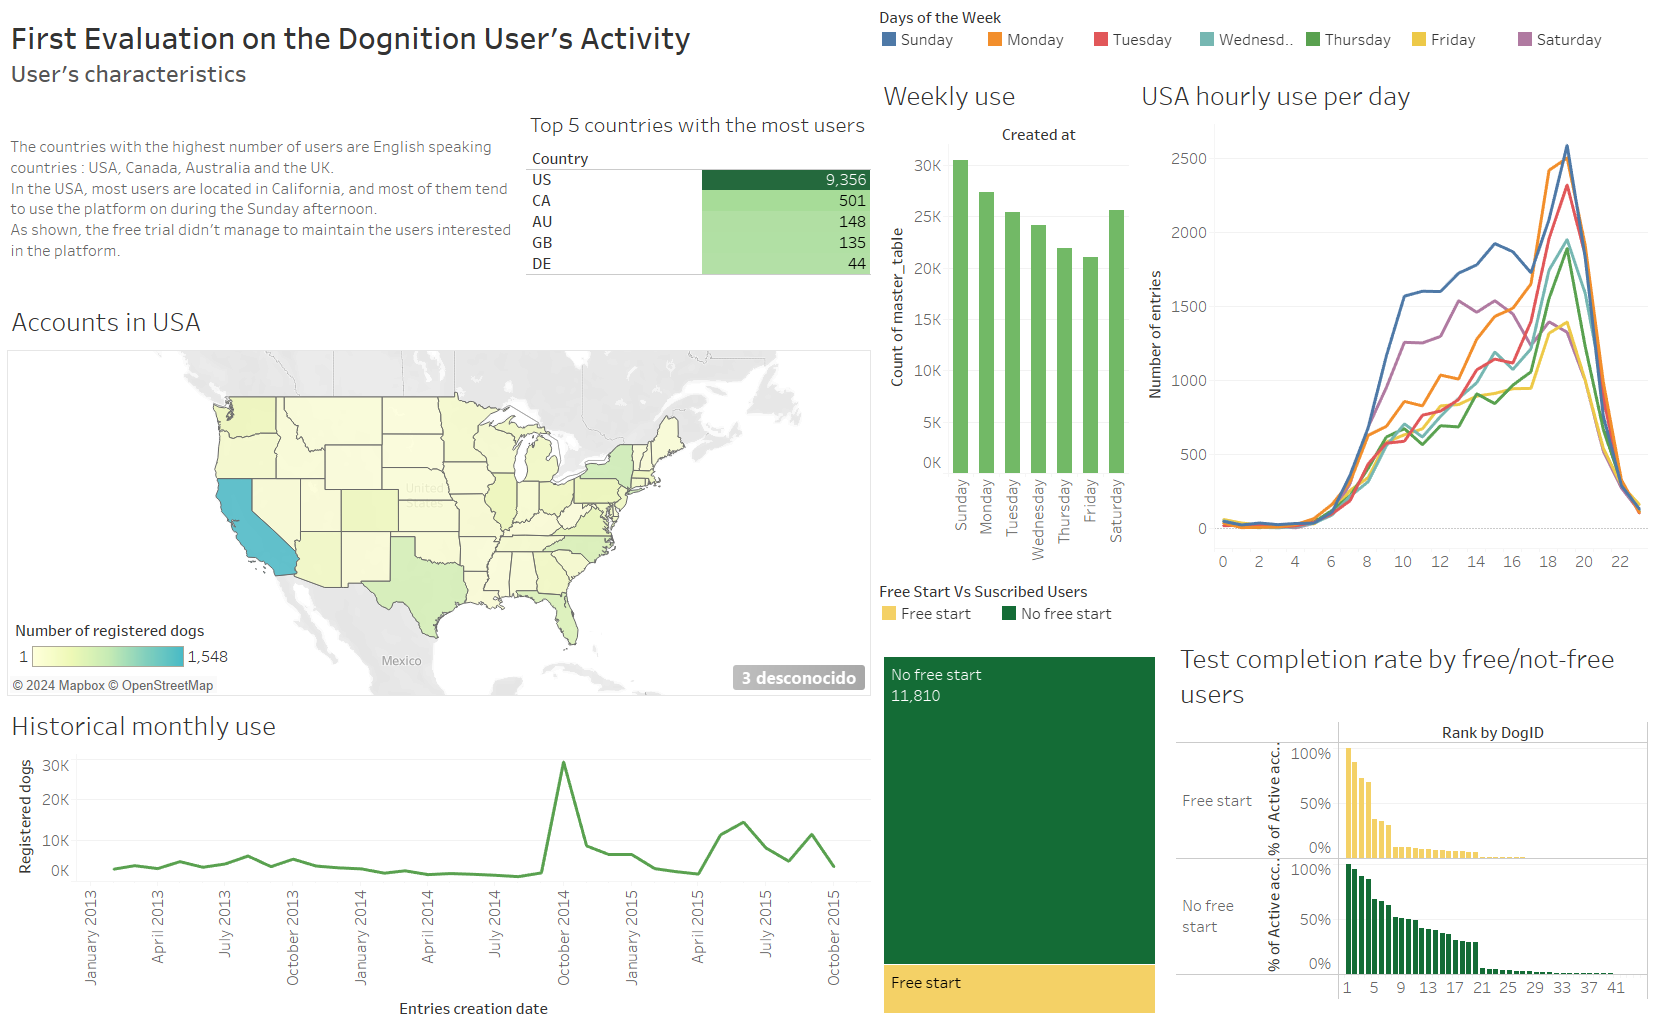 First Evaluation on the Dognition User's Activity
User's characteristics
The countries with the highest number of users are English speaking
countries : USA, Canada, Australia and the UK.
In the USA, most users are located in California, and most of them tend
to use the platform on during the Sunday afternoon.
As shown, the free trial didn't manage to maintain the users interested
in the platform.
Top 5 countries with the most users
Country
US 9,356
CA 501
AU 148
GB 135
DE 44
Accounts in USA
United
States
Mexico
Number of registered dogs
1 1,548
© 2024 Mapbox © OpenStreetMap
3 desconocido
Historical monthly use
Registered dogs
30K
20K
10K
0K
January 2013
April 2013
July 2013
October 2013
January 2014
April 2014
July 2014
October 2014
January 2015
April 2015
July 2015
October 2015
Entries creation date
Days of the Week
Sunday Monday Tuesday Wednesd.. Thursday Friday Saturday
Weekly use
Created at
Count of master_table
30K
25K
20K
15K
10K
5K
0K
Sunday
Monday
Tuesday
Wednesday
Thursday
Friday
Saturday
USA hourly use per day
Number of entries
2500
2000
1500
1000
500
0
0 2 4 6 8 10 12 14 16 18 20 22
Free Start Vs Suscribed Users
Free start No free start
No free start
11,810
Free start
Test completion rate by free/not-free
users
Rank by DogID
Free start
% of Active acc..
100%
50%
0%
No free
start
% of Active acc..
100%
50%
0%
1 5 9 13 17 21 25 29 33 37 41